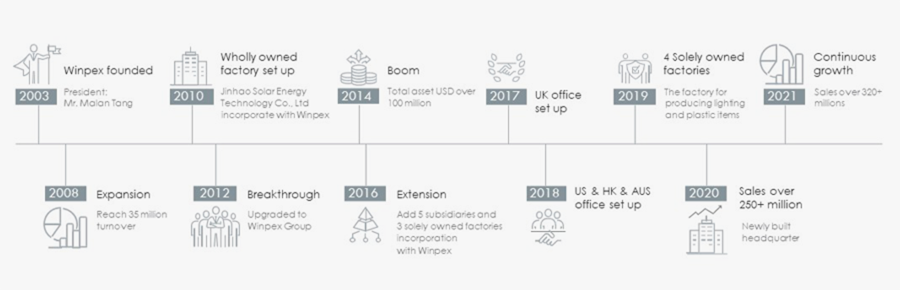 2003
Winpex founded
President:
Mr. Malan Tang
2008
Expansion
Reach 35 million
turnover
2010
Wholly owned
factory set up
Jinhao Solar Energy
Technology Co., Ltd
incorporate with Winpex
2012
Breakthrough
Upgraded to
Winpex Group
2014
Boom
Total asset USD over
100 million
2016
Extension
Add 5 subsidiaries and
3 solely owned factories
incorporation
with Winpex
2017
UK office
set up
2018
US & HK & AUS
office set up
2019
4 Solely owned
factories
The factory for
producing lighting
and plastic items
2020
Sales over
250+ million
Newly built
headquarter
2021
Continuous
growth
Sales over 320+
millions